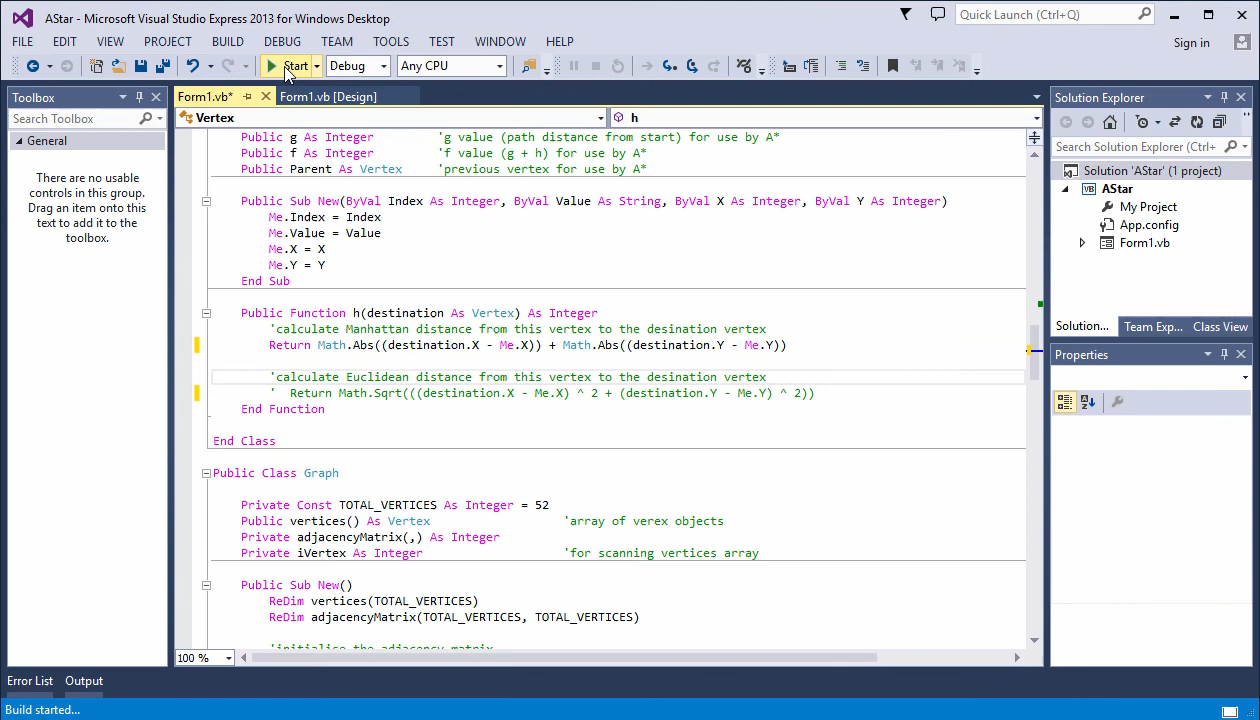 AStar - Microsoft Visual Studio Express 2013 for Windows Desktop
Quick Launch (Ctrl+Q)
FILE EDIT VIEW PROJECT BUILD DEBUG TEAM TOOLS TEST WINDOW HELP
Sign in
Start Debug Any CPU
Toolbox
Search Toolbox
General
There are no usable
controls in this group.
Drag an item onto this
text to add it to the
toolbox.
Form1.vb* Form1.vb [Design]
Vertex h
Public g As Integer 'g value (path distance from start) for use by A*
Public f As Integer 'f value (g + h) for use by A*
Public Parent As Vertex 'previous vertex for use by A*
Public Sub New(ByVal Index As Integer, ByVal Value As String, ByVal X As Integer, ByVal Y As Integer)
Me.Index = Index
Me.Value = Value
Me.X = X
Me.Y = Y
End Sub
Public Function h(destination As Vertex) As Integer
'calculate Manhattan distance from this vertex to the desination vertex
Return Math.Abs((destination.X - Me.X)) + Math.Abs((destination.Y - Me.Y))
'calculate Euclidean distance from this vertex to the desination vertex
' Return Math.Sqrt(((destination.X - Me.X) ^ 2 + (destination.Y - Me.Y) ^ 2))
End Function
End Class
Public Class Graph
Private Const TOTAL_VERTICES As Integer = 52
Public vertices() As Vertex 'array of verex objects
Private adjacencyMatrix(,) As Integer
Private iVertex As Integer 'for scanning vertices array
Public Sub New()
ReDim vertices(TOTAL_VERTICES)
ReDim adjacencyMatrix(TOTAL_VERTICES, TOTAL_VERTICES)
'initialise the adjacency matrix
100 %
Solution Explorer
Search Solution Explorer (Ctrl+
Solution 'AStar' (1 project)
VB AStar
My Project
App.config
Form1.vb
Solution... Team Exp... Class View
Properties
Error List Output
Build started...